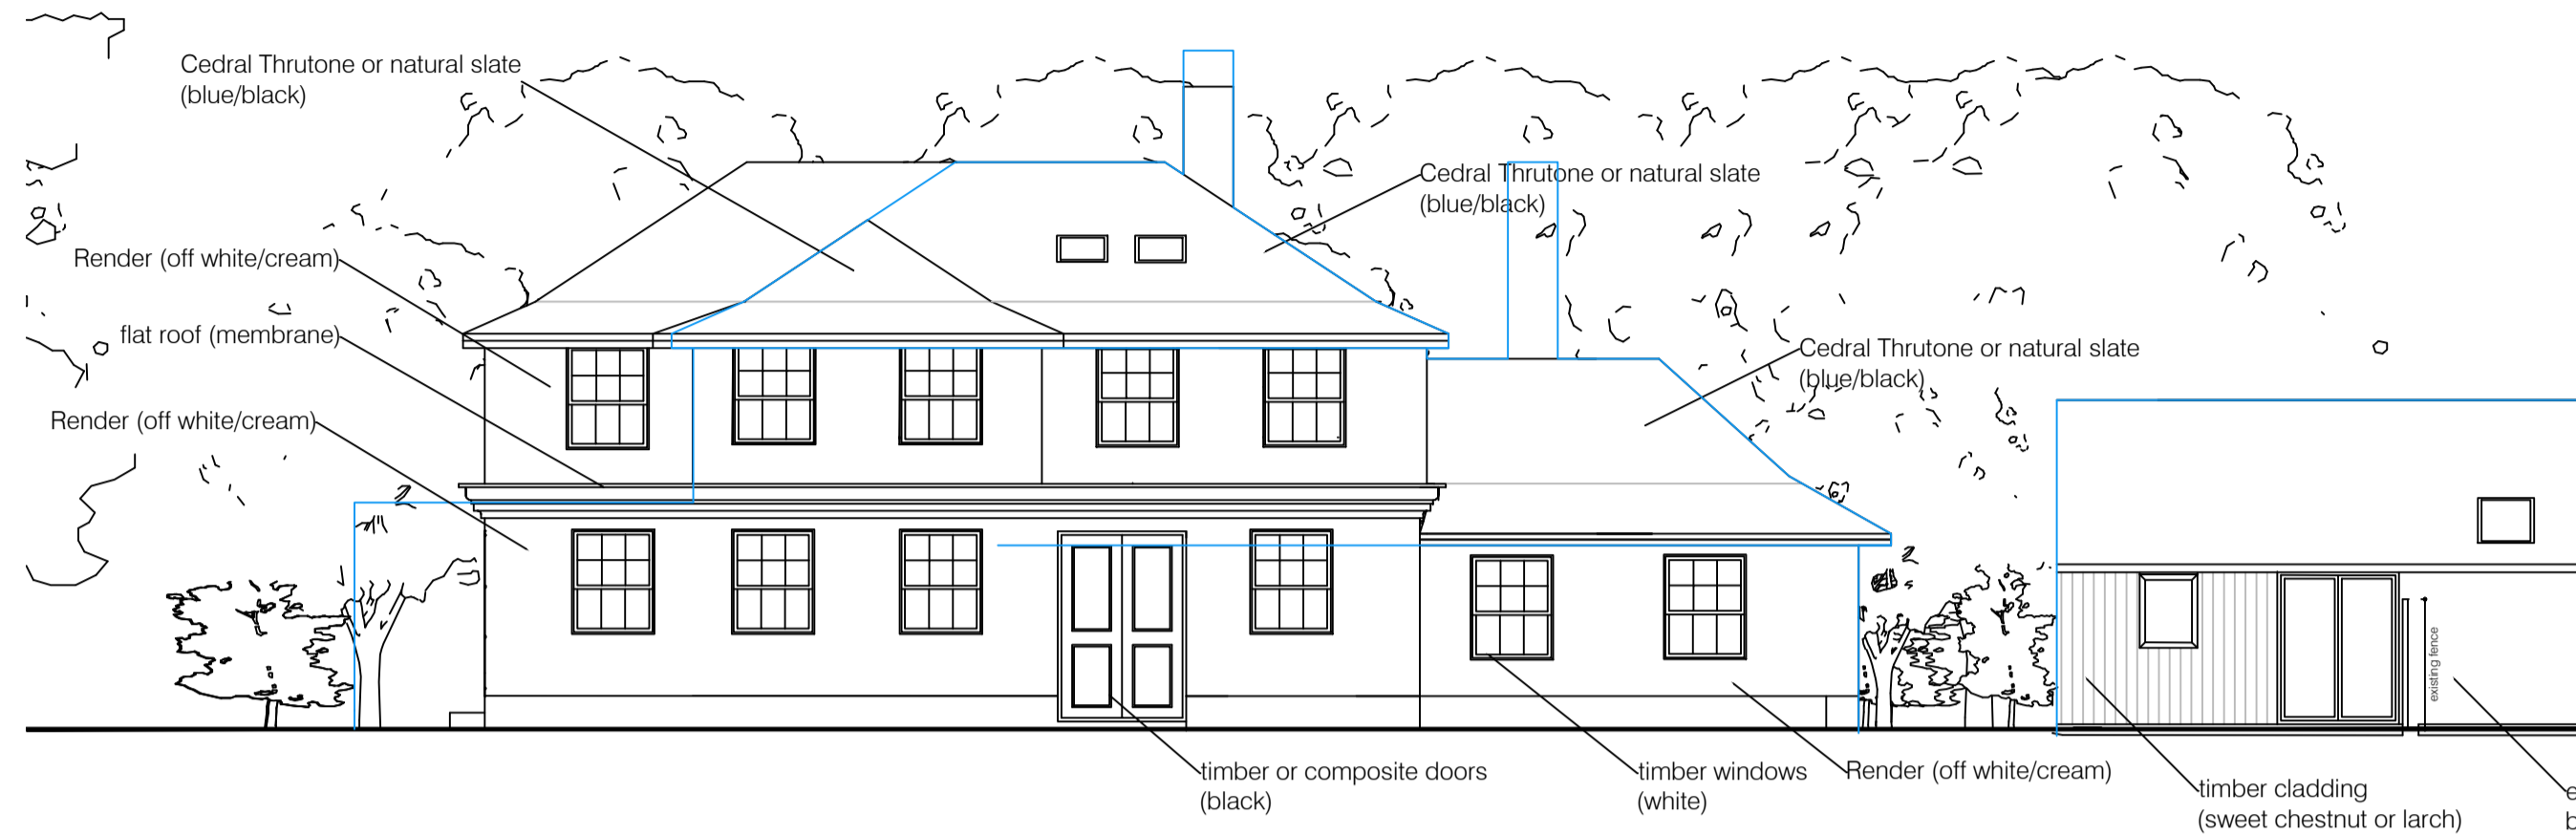 Cedral Thrutone or natural slate
(blue/black)
Cedral Thrutone or natural slate
(blue/black)
Render (off white/cream)
flat roof (membrane)
Cedral Thrutone or natural slate
(blue/black)
Render (off white/cream)
existing fence
timber or composite doors
(black)
timber windows
(white)
Render (off white/cream)
timber cladding
(sweet chestnut or larch)